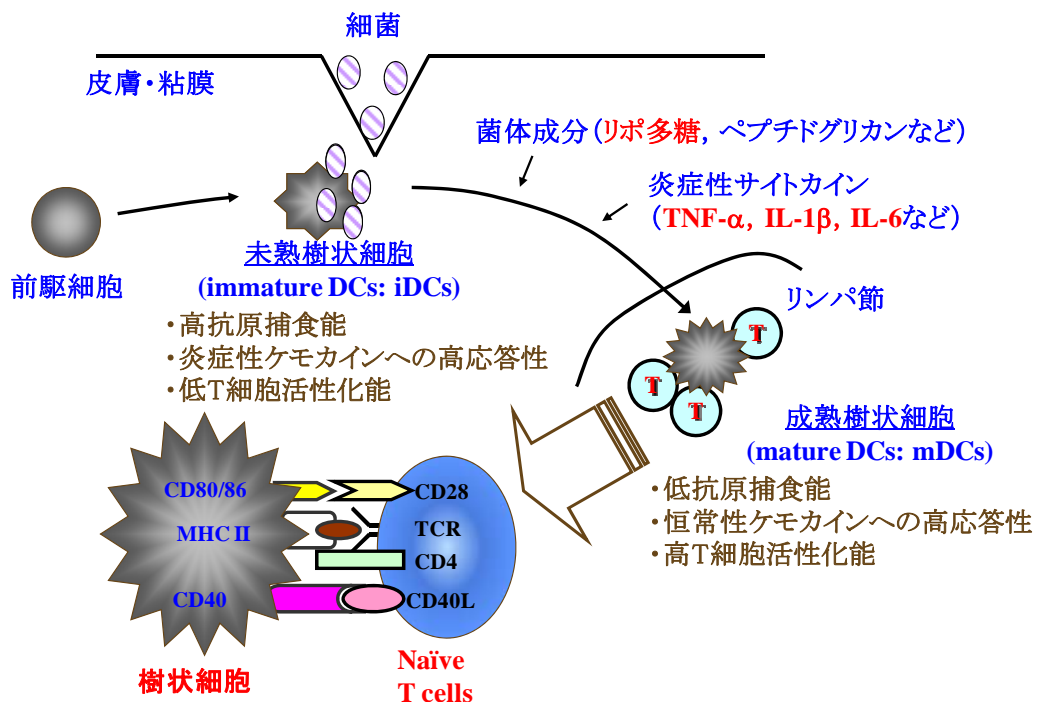 細菌
皮膚・粘膜
菌体成分(リポ多糖, ペプチドグリカンなど)
炎症性サイトカイン
(TNF-α, IL-1β, IL-6など)
前駆細胞
未熟樹状細胞
(immature DCs: iDCs)
・高抗原捕食能
・炎症性ケモカインへの高応答性
・低T細胞活性化能
リンパ節
T
T
T
成熟樹状細胞
(mature DCs: mDCs)
・低抗原捕食能
・恒常性ケモカインへの高応答性
・高T細胞活性化能
CD80/86
CD28
MHC II
TCR
CD4
CD40
CD40L
樹状細胞
Naïve
T cells